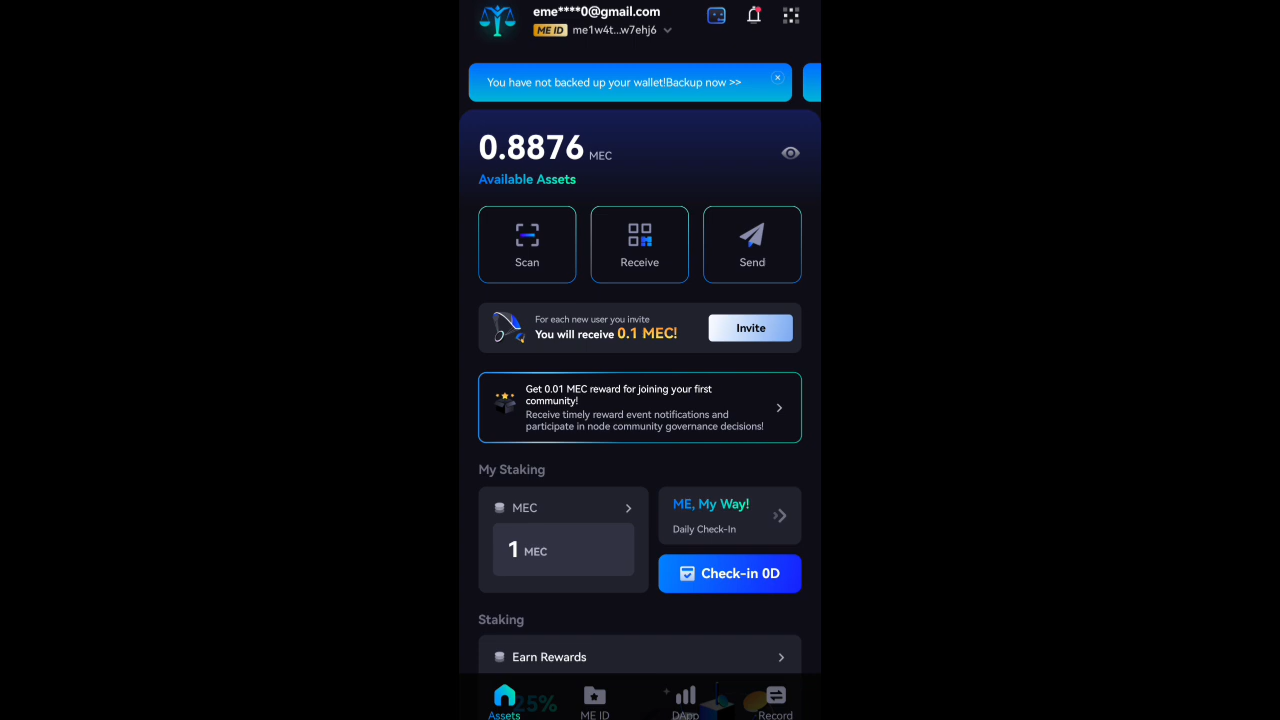 eme****0@gmail.com
ME ID me1w4t...w7ehj6
You have not backed up your wallet!Backup now >>
0.8876 MEC
Available Assets
Scan
Receive
Send
For each new user you invite
You will receive 0.1 MEC!
Invite
Get 0.01 MEC reward for joining your first
community!
Receive timely reward event notifications and
participate in node community governance decisions!
My Staking
MEC
1 MEC
ME, My Way!
Daily Check-In
Check-in 0D
Staking
Earn Rewards
25%
Assets
ME ID
DApp
Record